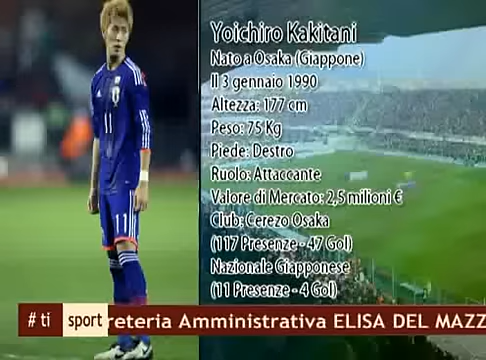 Yoichiro Kakitani
Nato a Osaka (Giappone)
Il 3 gennaio 1990
Altezza: 177 cm
Peso: 75 Kg
Piede: Destro
Ruolo: Attaccante
Valore di Mercato: 2,5 milioni €
Club: Cerezo Osaka
(117 Presenze - 47 Gol)
Nazionale Giapponese
(11 Presenze - 4 Gol)
11
11
# ti sport reteria Amministrativa ELISA DEL MAZZ